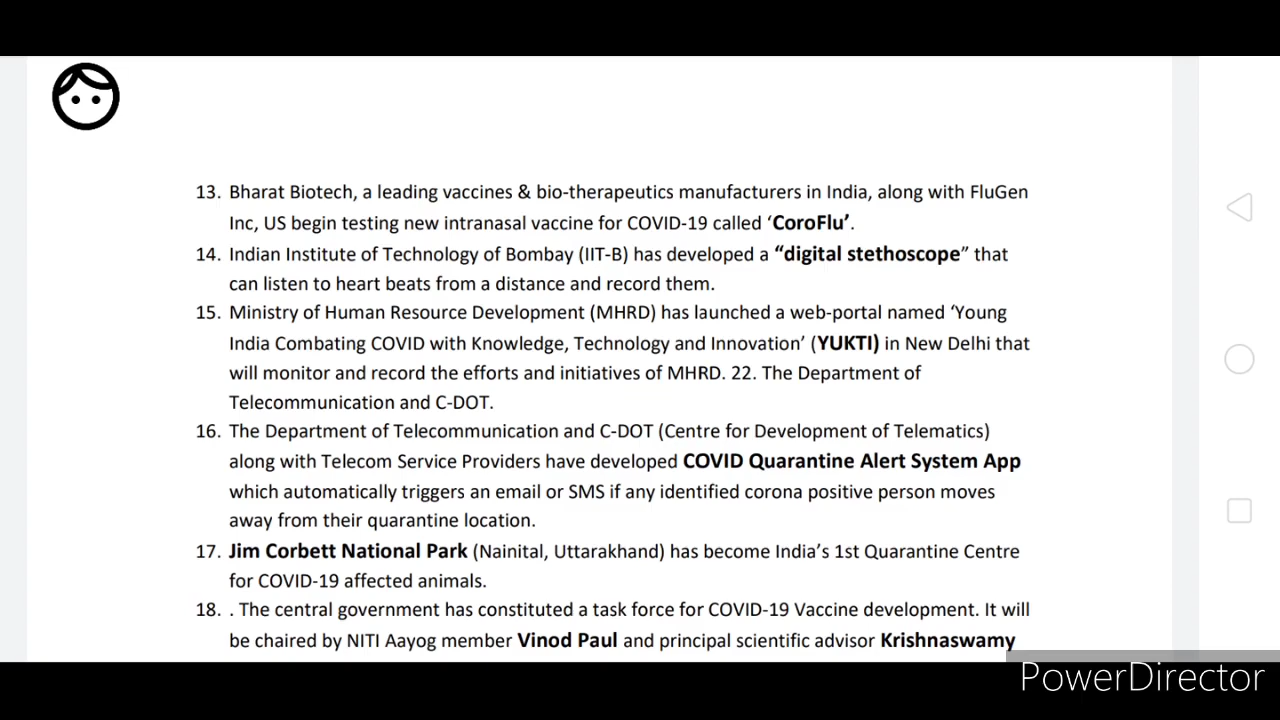 13. Bharat Biotech, a leading vaccines & bio-therapeutics manufacturers in India, along with FluGen
Inc, US begin testing new intranasal vaccine for COVID-19 called ‘CoroFlu’.
14. Indian Institute of Technology of Bombay (IIT-B) has developed a “digital stethoscope” that
can listen to heart beats from a distance and record them.
15. Ministry of Human Resource Development (MHRD) has launched a web-portal named ‘Young
India Combating COVID with Knowledge, Technology and Innovation’ (YUKTI) in New Delhi that
will monitor and record the efforts and initiatives of MHRD. 22. The Department of
Telecommunication and C-DOT.
16. The Department of Telecommunication and C-DOT (Centre for Development of Telematics)
along with Telecom Service Providers have developed COVID Quarantine Alert System App
which automatically triggers an email or SMS if any identified corona positive person moves
away from their quarantine location.
17. Jim Corbett National Park (Nainital, Uttarakhand) has become India’s 1st Quarantine Centre
for COVID-19 affected animals.
18. . The central government has constituted a task force for COVID-19 Vaccine development. It will
be chaired by NITI Aayog member Vinod Paul and principal scientific advisor Krishnaswamy
PowerDirector